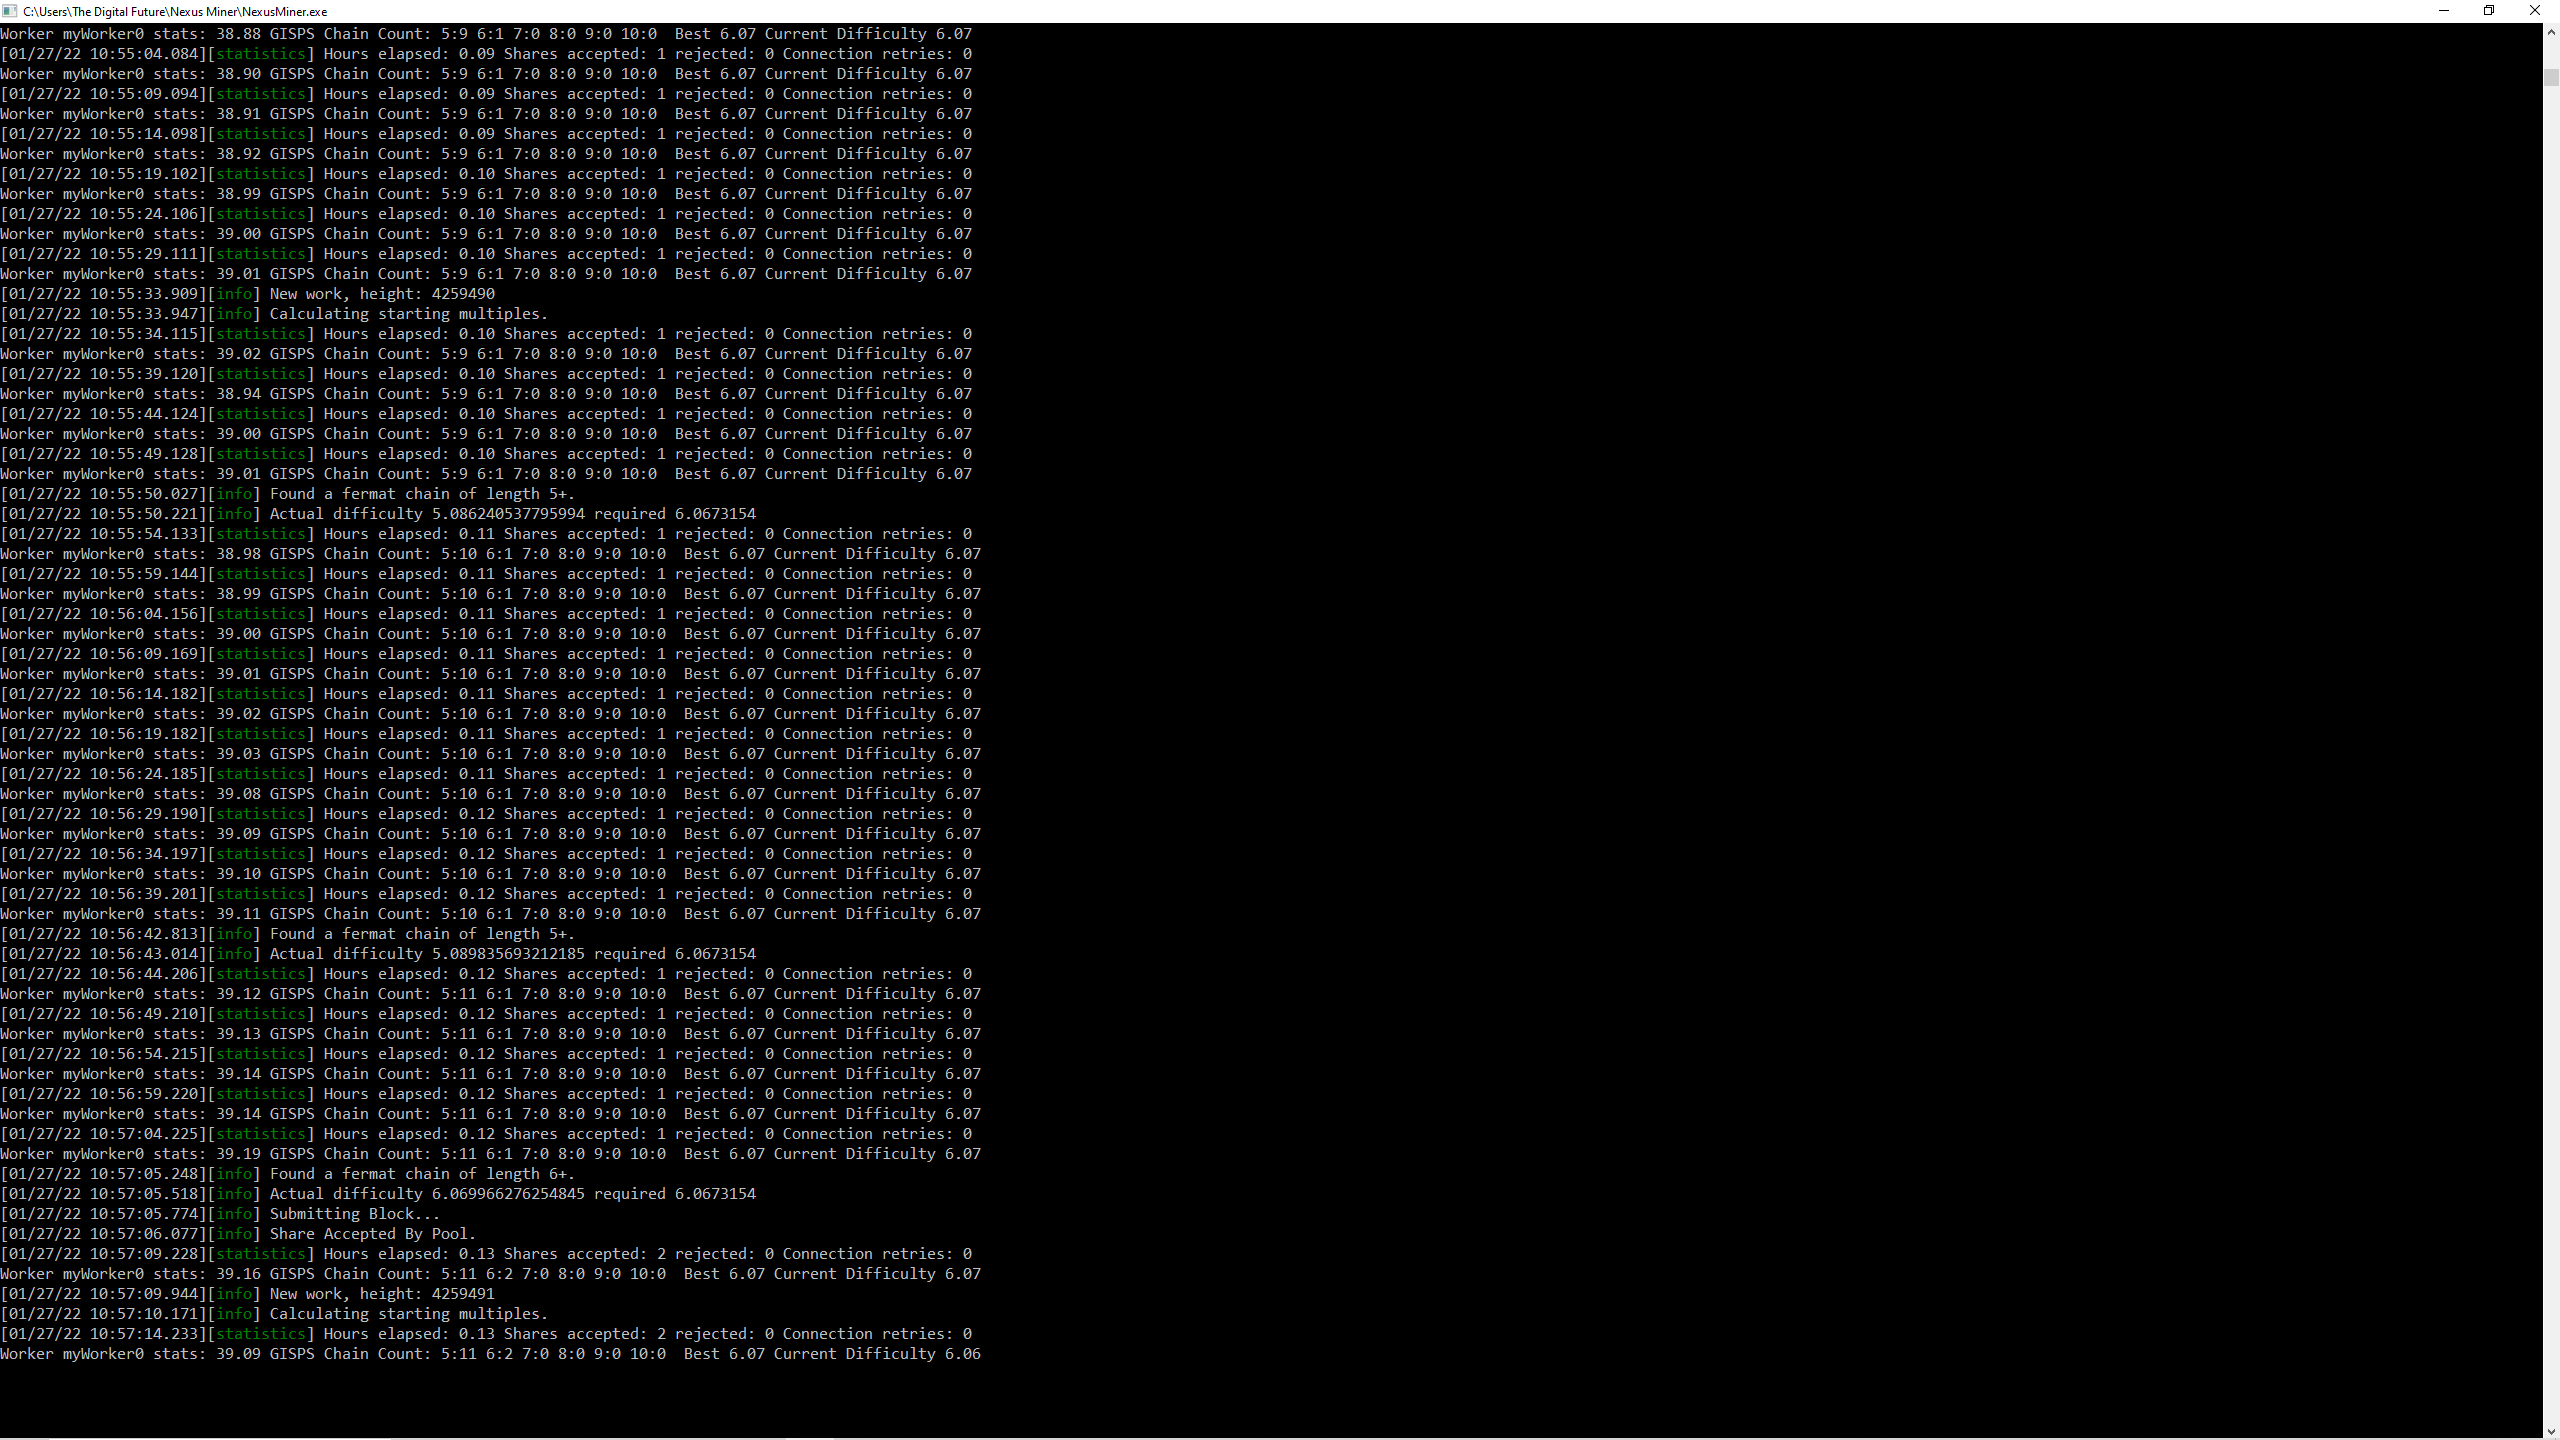 C:\Users\The Digital Future\Nexus Miner\NexusMiner.exe
Worker myWorker0 stats: 38.88 GISPS Chain Count: 5:9 6:1 7:0 8:0 9:0 10:0  Best 6.07 Current Difficulty 6.07
[01/27/22 10:55:04.084][statistics] Hours elapsed: 0.09 Shares accepted: 1 rejected: 0 Connection retries: 0
Worker myWorker0 stats: 38.90 GISPS Chain Count: 5:9 6:1 7:0 8:0 9:0 10:0  Best 6.07 Current Difficulty 6.07
[01/27/22 10:55:09.094][statistics] Hours elapsed: 0.09 Shares accepted: 1 rejected: 0 Connection retries: 0
Worker myWorker0 stats: 38.91 GISPS Chain Count: 5:9 6:1 7:0 8:0 9:0 10:0  Best 6.07 Current Difficulty 6.07
[01/27/22 10:55:14.098][statistics] Hours elapsed: 0.09 Shares accepted: 1 rejected: 0 Connection retries: 0
Worker myWorker0 stats: 38.92 GISPS Chain Count: 5:9 6:1 7:0 8:0 9:0 10:0  Best 6.07 Current Difficulty 6.07
[01/27/22 10:55:19.102][statistics] Hours elapsed: 0.10 Shares accepted: 1 rejected: 0 Connection retries: 0
Worker myWorker0 stats: 38.99 GISPS Chain Count: 5:9 6:1 7:0 8:0 9:0 10:0  Best 6.07 Current Difficulty 6.07
[01/27/22 10:55:24.106][statistics] Hours elapsed: 0.10 Shares accepted: 1 rejected: 0 Connection retries: 0
Worker myWorker0 stats: 39.00 GISPS Chain Count: 5:9 6:1 7:0 8:0 9:0 10:0  Best 6.07 Current Difficulty 6.07
[01/27/22 10:55:29.111][statistics] Hours elapsed: 0.10 Shares accepted: 1 rejected: 0 Connection retries: 0
Worker myWorker0 stats: 39.01 GISPS Chain Count: 5:9 6:1 7:0 8:0 9:0 10:0  Best 6.07 Current Difficulty 6.07
[01/27/22 10:55:33.909][info] New work, height: 4259490
[01/27/22 10:55:33.947][info] Calculating starting multiples.
[01/27/22 10:55:34.115][statistics] Hours elapsed: 0.10 Shares accepted: 1 rejected: 0 Connection retries: 0
Worker myWorker0 stats: 39.02 GISPS Chain Count: 5:9 6:1 7:0 8:0 9:0 10:0  Best 6.07 Current Difficulty 6.07
[01/27/22 10:55:39.120][statistics] Hours elapsed: 0.10 Shares accepted: 1 rejected: 0 Connection retries: 0
Worker myWorker0 stats: 38.94 GISPS Chain Count: 5:9 6:1 7:0 8:0 9:0 10:0  Best 6.07 Current Difficulty 6.07
[01/27/22 10:55:44.124][statistics] Hours elapsed: 0.10 Shares accepted: 1 rejected: 0 Connection retries: 0
Worker myWorker0 stats: 39.00 GISPS Chain Count: 5:9 6:1 7:0 8:0 9:0 10:0  Best 6.07 Current Difficulty 6.07
[01/27/22 10:55:49.128][statistics] Hours elapsed: 0.10 Shares accepted: 1 rejected: 0 Connection retries: 0
Worker myWorker0 stats: 39.01 GISPS Chain Count: 5:9 6:1 7:0 8:0 9:0 10:0  Best 6.07 Current Difficulty 6.07
[01/27/22 10:55:50.027][info] Found a fermat chain of length 5+.
[01/27/22 10:55:50.221][info] Actual difficulty 5.086240537795994 required 6.0673154
[01/27/22 10:55:54.133][statistics] Hours elapsed: 0.11 Shares accepted: 1 rejected: 0 Connection retries: 0
Worker myWorker0 stats: 38.98 GISPS Chain Count: 5:10 6:1 7:0 8:0 9:0 10:0  Best 6.07 Current Difficulty 6.07
[01/27/22 10:55:59.144][statistics] Hours elapsed: 0.11 Shares accepted: 1 rejected: 0 Connection retries: 0
Worker myWorker0 stats: 38.99 GISPS Chain Count: 5:10 6:1 7:0 8:0 9:0 10:0  Best 6.07 Current Difficulty 6.07
[01/27/22 10:56:04.156][statistics] Hours elapsed: 0.11 Shares accepted: 1 rejected: 0 Connection retries: 0
Worker myWorker0 stats: 39.00 GISPS Chain Count: 5:10 6:1 7:0 8:0 9:0 10:0  Best 6.07 Current Difficulty 6.07
[01/27/22 10:56:09.169][statistics] Hours elapsed: 0.11 Shares accepted: 1 rejected: 0 Connection retries: 0
Worker myWorker0 stats: 39.01 GISPS Chain Count: 5:10 6:1 7:0 8:0 9:0 10:0  Best 6.07 Current Difficulty 6.07
[01/27/22 10:56:14.182][statistics] Hours elapsed: 0.11 Shares accepted: 1 rejected: 0 Connection retries: 0
Worker myWorker0 stats: 39.02 GISPS Chain Count: 5:10 6:1 7:0 8:0 9:0 10:0  Best 6.07 Current Difficulty 6.07
[01/27/22 10:56:19.182][statistics] Hours elapsed: 0.11 Shares accepted: 1 rejected: 0 Connection retries: 0
Worker myWorker0 stats: 39.03 GISPS Chain Count: 5:10 6:1 7:0 8:0 9:0 10:0  Best 6.07 Current Difficulty 6.07
[01/27/22 10:56:24.185][statistics] Hours elapsed: 0.11 Shares accepted: 1 rejected: 0 Connection retries: 0
Worker myWorker0 stats: 39.08 GISPS Chain Count: 5:10 6:1 7:0 8:0 9:0 10:0  Best 6.07 Current Difficulty 6.07
[01/27/22 10:56:29.190][statistics] Hours elapsed: 0.12 Shares accepted: 1 rejected: 0 Connection retries: 0
Worker myWorker0 stats: 39.09 GISPS Chain Count: 5:10 6:1 7:0 8:0 9:0 10:0  Best 6.07 Current Difficulty 6.07
[01/27/22 10:56:34.197][statistics] Hours elapsed: 0.12 Shares accepted: 1 rejected: 0 Connection retries: 0
Worker myWorker0 stats: 39.10 GISPS Chain Count: 5:10 6:1 7:0 8:0 9:0 10:0  Best 6.07 Current Difficulty 6.07
[01/27/22 10:56:39.201][statistics] Hours elapsed: 0.12 Shares accepted: 1 rejected: 0 Connection retries: 0
Worker myWorker0 stats: 39.11 GISPS Chain Count: 5:10 6:1 7:0 8:0 9:0 10:0  Best 6.07 Current Difficulty 6.07
[01/27/22 10:56:42.813][info] Found a fermat chain of length 5+.
[01/27/22 10:56:43.014][info] Actual difficulty 5.089835693212185 required 6.0673154
[01/27/22 10:56:44.206][statistics] Hours elapsed: 0.12 Shares accepted: 1 rejected: 0 Connection retries: 0
Worker myWorker0 stats: 39.12 GISPS Chain Count: 5:11 6:1 7:0 8:0 9:0 10:0  Best 6.07 Current Difficulty 6.07
[01/27/22 10:56:49.210][statistics] Hours elapsed: 0.12 Shares accepted: 1 rejected: 0 Connection retries: 0
Worker myWorker0 stats: 39.13 GISPS Chain Count: 5:11 6:1 7:0 8:0 9:0 10:0  Best 6.07 Current Difficulty 6.07
[01/27/22 10:56:54.215][statistics] Hours elapsed: 0.12 Shares accepted: 1 rejected: 0 Connection retries: 0
Worker myWorker0 stats: 39.14 GISPS Chain Count: 5:11 6:1 7:0 8:0 9:0 10:0  Best 6.07 Current Difficulty 6.07
[01/27/22 10:56:59.220][statistics] Hours elapsed: 0.12 Shares accepted: 1 rejected: 0 Connection retries: 0
Worker myWorker0 stats: 39.14 GISPS Chain Count: 5:11 6:1 7:0 8:0 9:0 10:0  Best 6.07 Current Difficulty 6.07
[01/27/22 10:57:04.225][statistics] Hours elapsed: 0.12 Shares accepted: 1 rejected: 0 Connection retries: 0
Worker myWorker0 stats: 39.19 GISPS Chain Count: 5:11 6:1 7:0 8:0 9:0 10:0  Best 6.07 Current Difficulty 6.07
[01/27/22 10:57:05.248][info] Found a fermat chain of length 6+.
[01/27/22 10:57:05.518][info] Actual difficulty 6.069966276254845 required 6.0673154
[01/27/22 10:57:05.774][info] Submitting Block...
[01/27/22 10:57:06.077][info] Share Accepted By Pool.
[01/27/22 10:57:09.228][statistics] Hours elapsed: 0.13 Shares accepted: 2 rejected: 0 Connection retries: 0
Worker myWorker0 stats: 39.16 GISPS Chain Count: 5:11 6:2 7:0 8:0 9:0 10:0  Best 6.07 Current Difficulty 6.07
[01/27/22 10:57:09.944][info] New work, height: 4259491
[01/27/22 10:57:10.171][info] Calculating starting multiples.
[01/27/22 10:57:14.233][statistics] Hours elapsed: 0.13 Shares accepted: 2 rejected: 0 Connection retries: 0
Worker myWorker0 stats: 39.09 GISPS Chain Count: 5:11 6:2 7:0 8:0 9:0 10:0  Best 6.07 Current Difficulty 6.06